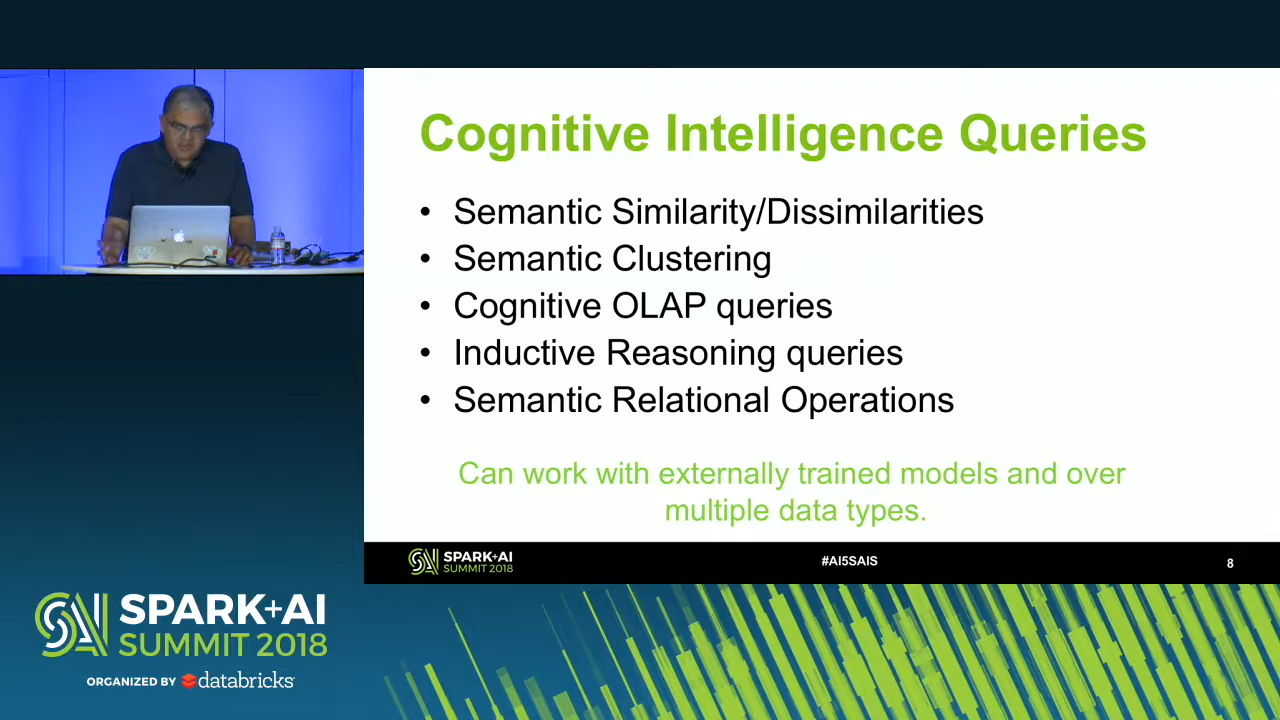 Cognitive Intelligence Queries
• Semantic Similarity/Dissimilarities
• Semantic Clustering
• Cognitive OLAP queries
• Inductive Reasoning queries
• Semantic Relational Operations
Can work with externally trained models and over
multiple data types.
SPARK+AI
SUMMIT 2018
#AI5SAIS
8
SPARK+AI
SUMMIT 2018
ORGANIZED BY databricks